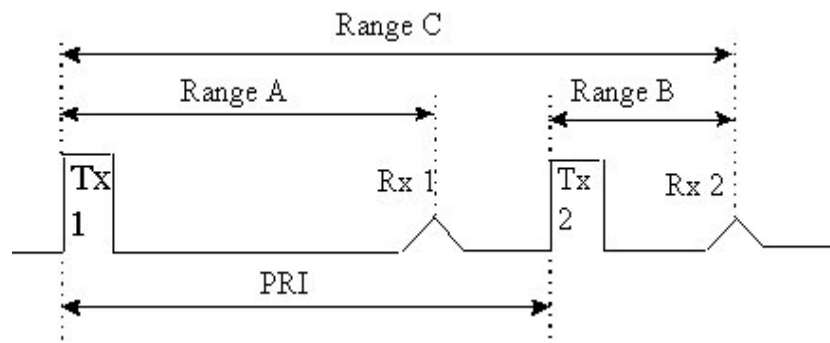 Range C
Range A
Range B
Tx
1
Rx 1
Tx
2
Rx 2
PRI